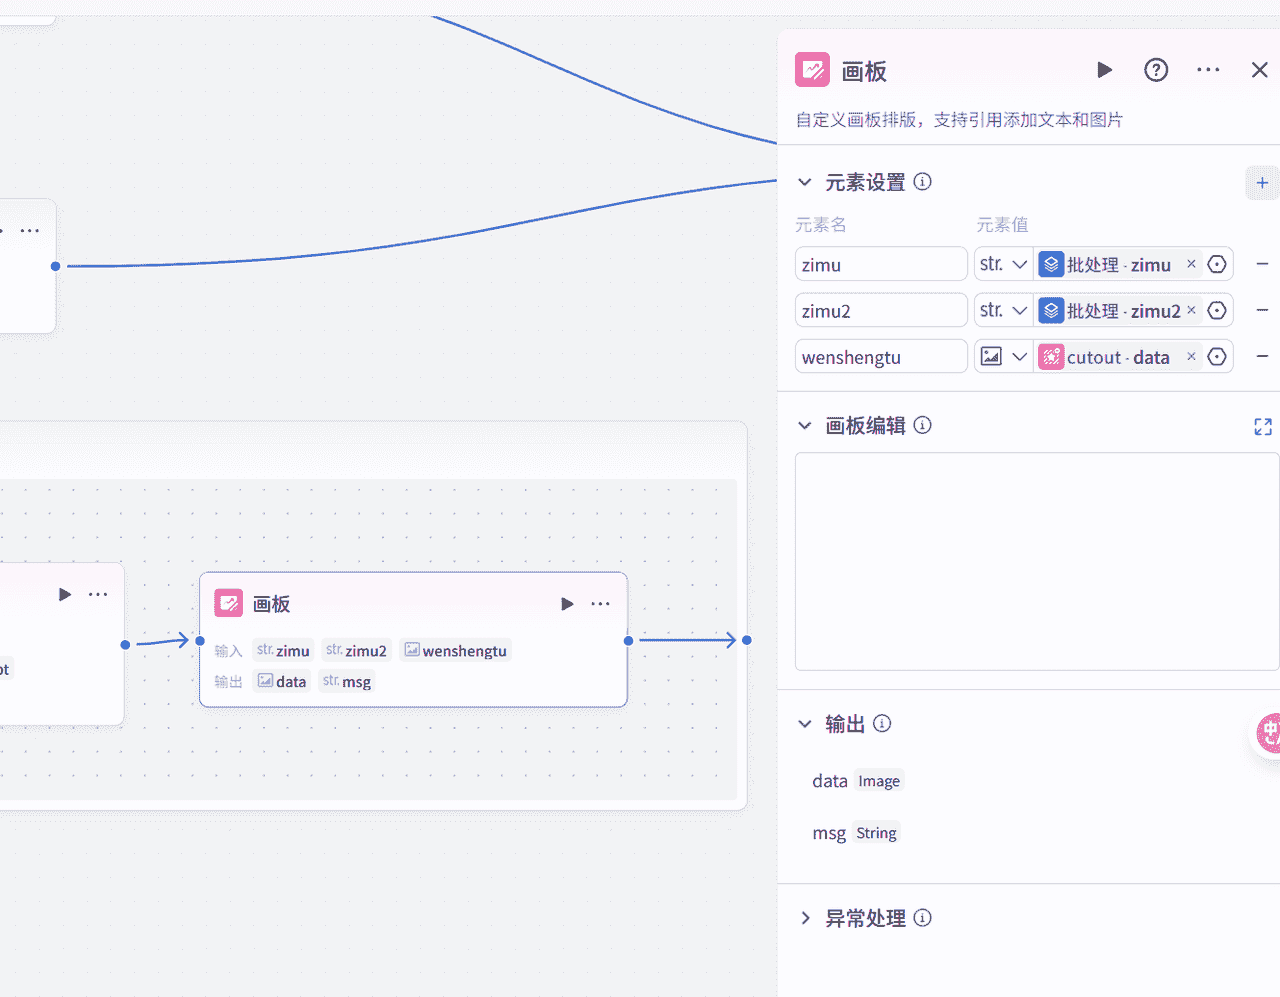 画板
自定义画板排版，支持引用添加文本和图片
元素设置
元素名 元素值
zimu str. 批处理 · zimu
zimu2 str. 批处理 · zimu2
wenshengtu cutout · data
画板编辑
输出
data Image
msg String
异常处理
画板
输入 str. zimu str. zimu2 wenshengtu
输出 data str. msg